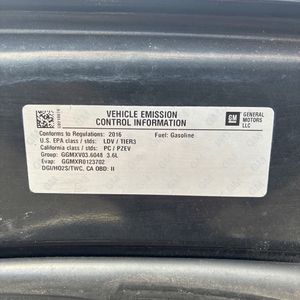 VEHICLE EMISSION
CONTROL INFORMATION
GM
GENERAL
MOTORS
LLC
Conforms to Regulations: 2016
Fuel: Gasoline
U.S. EPA class / stds: LDV / TIER3
California class / stds: PC / PZEV
Group: GGMXV03.6048 3.6L
Evap: GGMXR0123702
DGI/HO2S/TWC, CA OBD: II